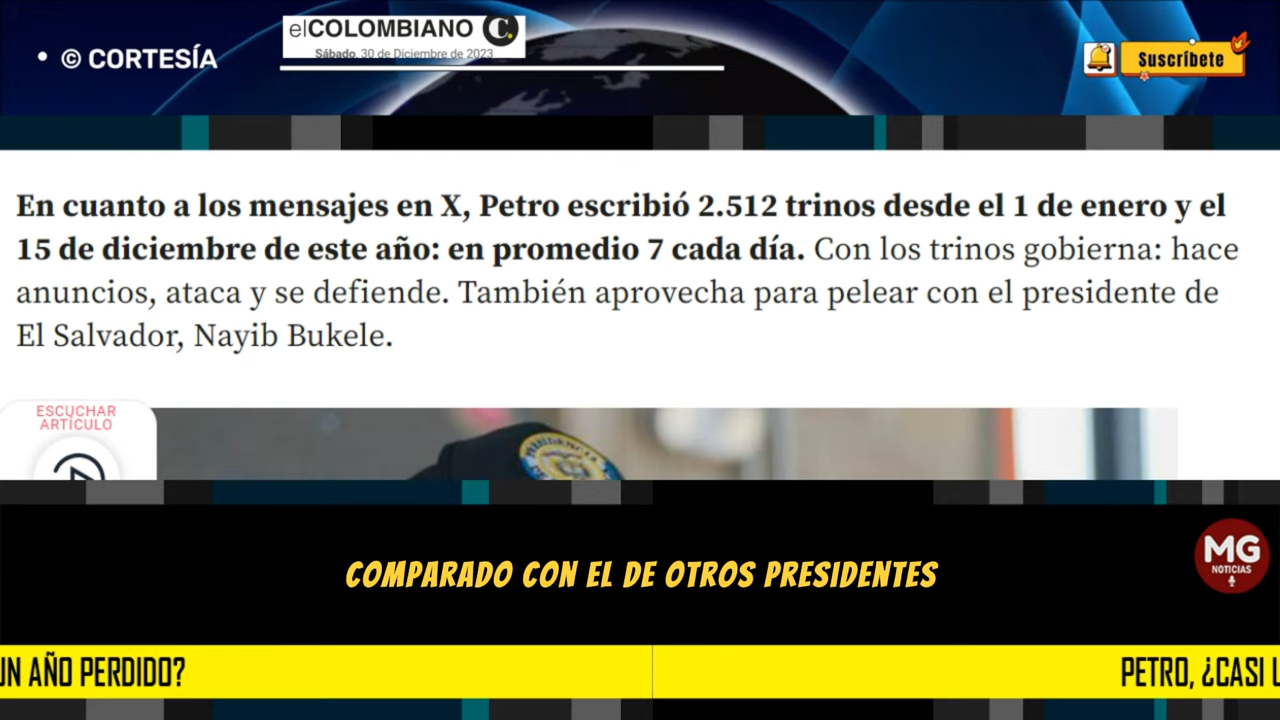 elCOLOMBIANO C.
Sábado, 30 de Diciembre de 2023
• © CORTESÍA
Suscríbete
En cuanto a los mensajes en X, Petro escribió 2.512 trinos desde el 1 de enero y el
15 de diciembre de este año: en promedio 7 cada día. Con los trinos gobierna: hace
anuncios, ataca y se defiende. También aprovecha para pelear con el presidente de
El Salvador, Nayib Bukele.
ESCUCHAR
ARTÍCULO
PRESIDENCIA
COMPARADO CON EL DE OTROS PRESIDENTES
MG
NOTICIAS
UN AÑO PERDIDO?
PETRO, ¿CASI U